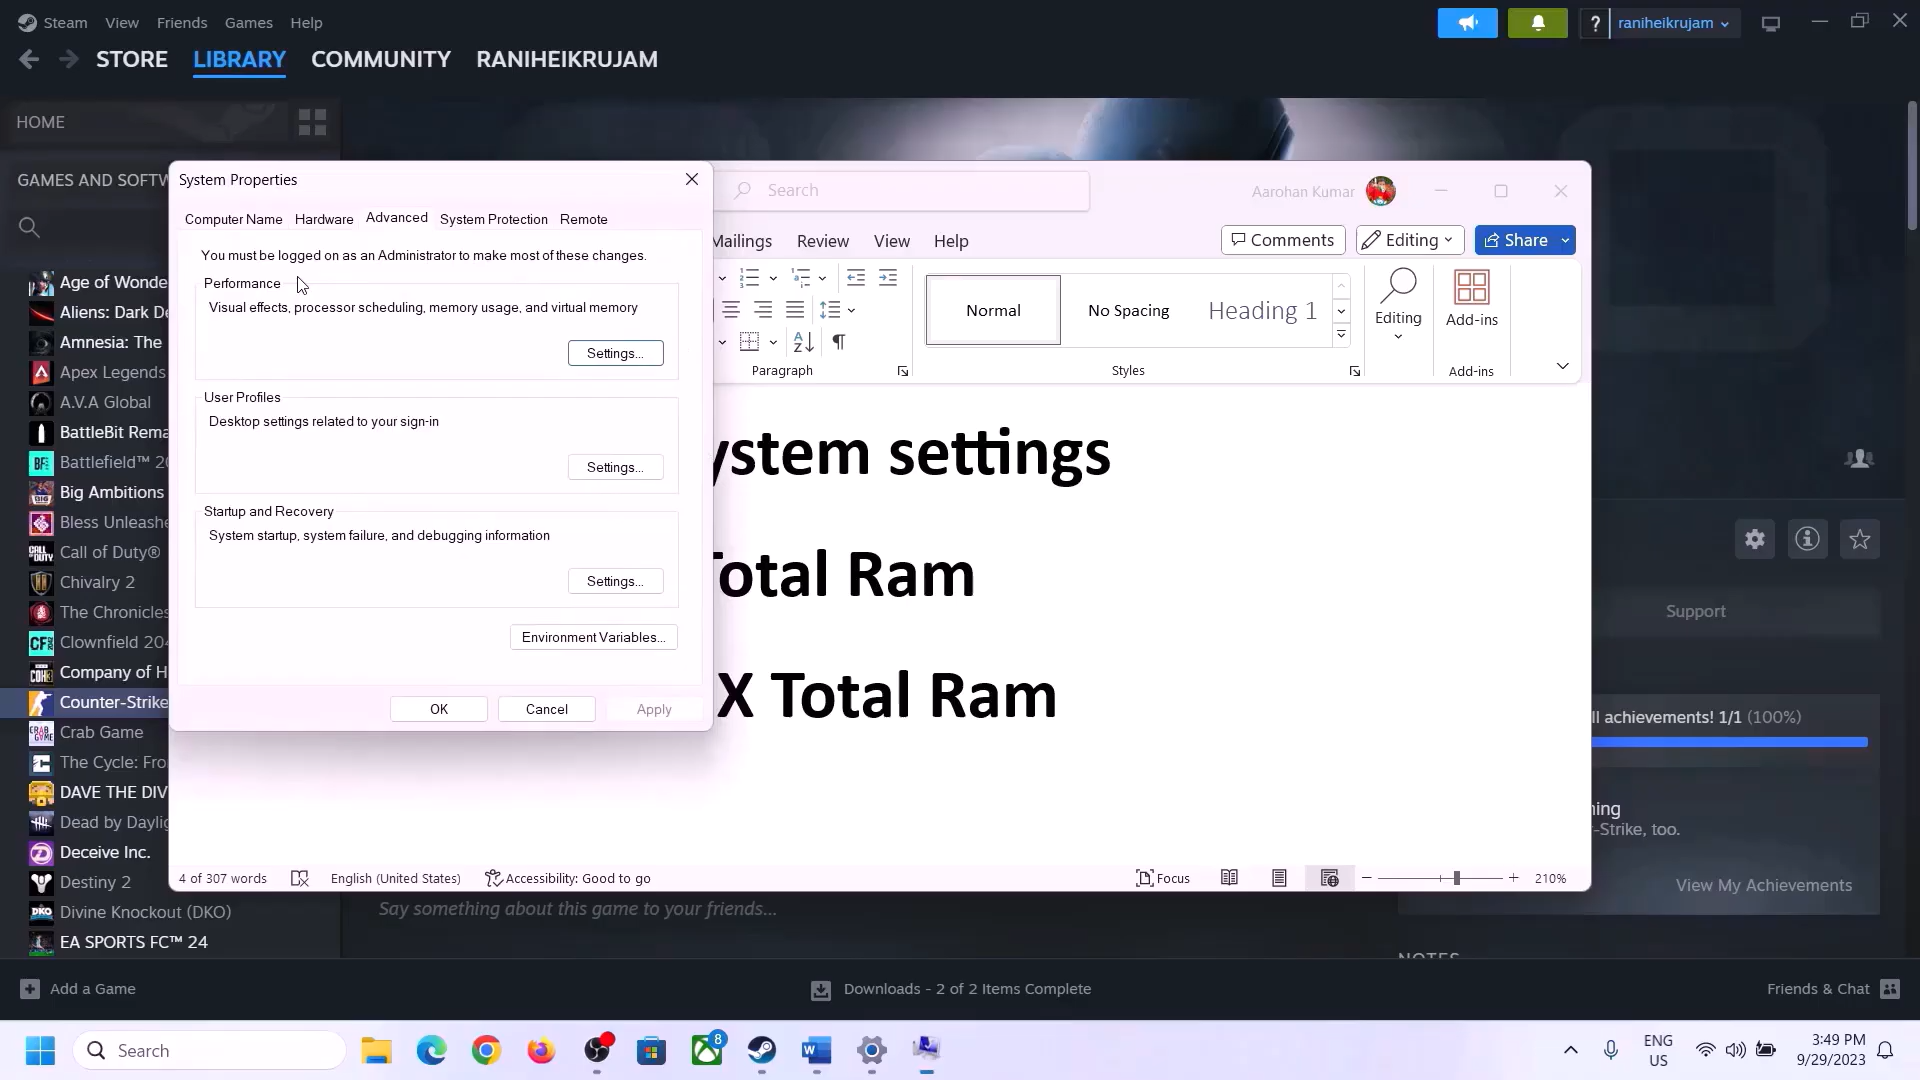 Steam View Friends Games Help
raniheikrujam
STORE LIBRARY COMMUNITY RANIHEIKRUJAM
HOME
GAMES AND SOFTW
Age of Wonde
Aliens: Dark De
Amnesia: The
Apex Legends
A.V.A Global
BattleBit Rema
Battlefield™ 20
Big Ambitions
Bless Unleashe
Call of Duty®
Chivalry 2
The Chronicles
Clownfield 204
Company of H
Counter-Strike
Crab Game
The Cycle: Fro
DAVE THE DIV
Dead by Daylig
Deceive Inc.
Destiny 2
Divine Knockout (DKO)
EA SPORTS FC™ 24
System Properties
Computer Name Hardware Advanced System Protection Remote
You must be logged on as an Administrator to make most of these changes.
Performance
Visual effects, processor scheduling, memory usage, and virtual memory
Settings...
User Profiles
Desktop settings related to your sign-in
Settings...
Startup and Recovery
System startup, system failure, and debugging information
Settings...
Environment Variables...
OK Cancel Apply
Search
Aarohan Kumar
Mailings Review View Help
Comments Editing Share
Normal No Spacing Heading 1
Editing
Add-ins
Paragraph Styles Add-ins
ystem settings
Total Ram
X Total Ram
4 of 307 words English (United States) Accessibility: Good to go
Focus 210%
Support
ll achievements! 1/1 (100%)
ning
-Strike, too.
View My Achievements
Say something about this game to your friends...
NOTES
Add a Game
Downloads - 2 of 2 Items Complete
Friends & Chat
Search
8
ENG
US
3:49 PM
9/29/2023